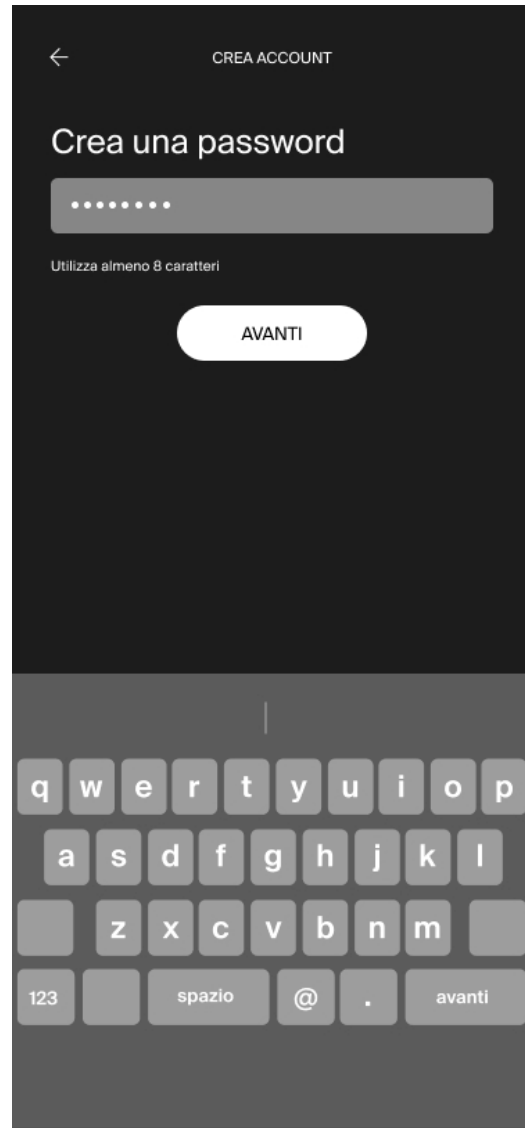 CREA ACCOUNT
Crea una password
••••••••
Utilizza almeno 8 caratteri
AVANTI
q w e r t y u i o p
a s d f g h j k l
z x c v b n m
123 spazio @ . avanti